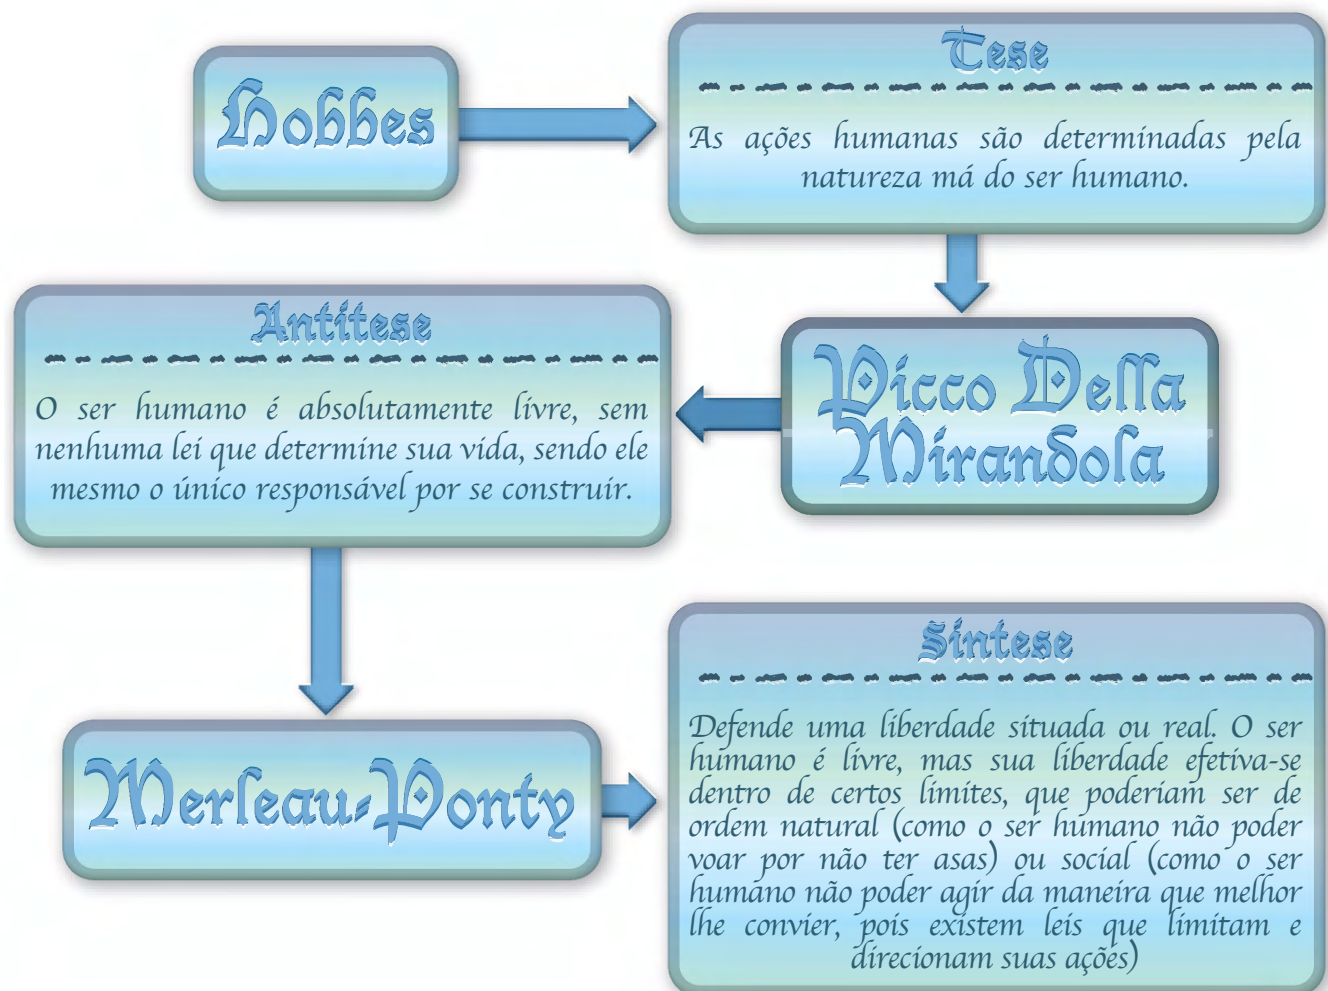 Hobbes
Tese
As ações humanas são determinadas pela
natureza má do ser humano.
Picco Della
Mirandola
Antítese
O ser humano é absolutamente livre, sem
nenhuma lei que determine sua vida, sendo ele
mesmo o único responsável por se construir.
Merleau-Ponty
Síntese
Defende uma liberdade situada ou real. O ser
humano é livre, mas sua liberdade efetiva-se
dentro de certos limites, que poderiam ser de
ordem natural (como o ser humano não poder
voar por não ter asas) ou social (como o ser
humano não poder agir da maneira que melhor
lhe convier, pois existem leis que limitam e
direcionam suas ações)